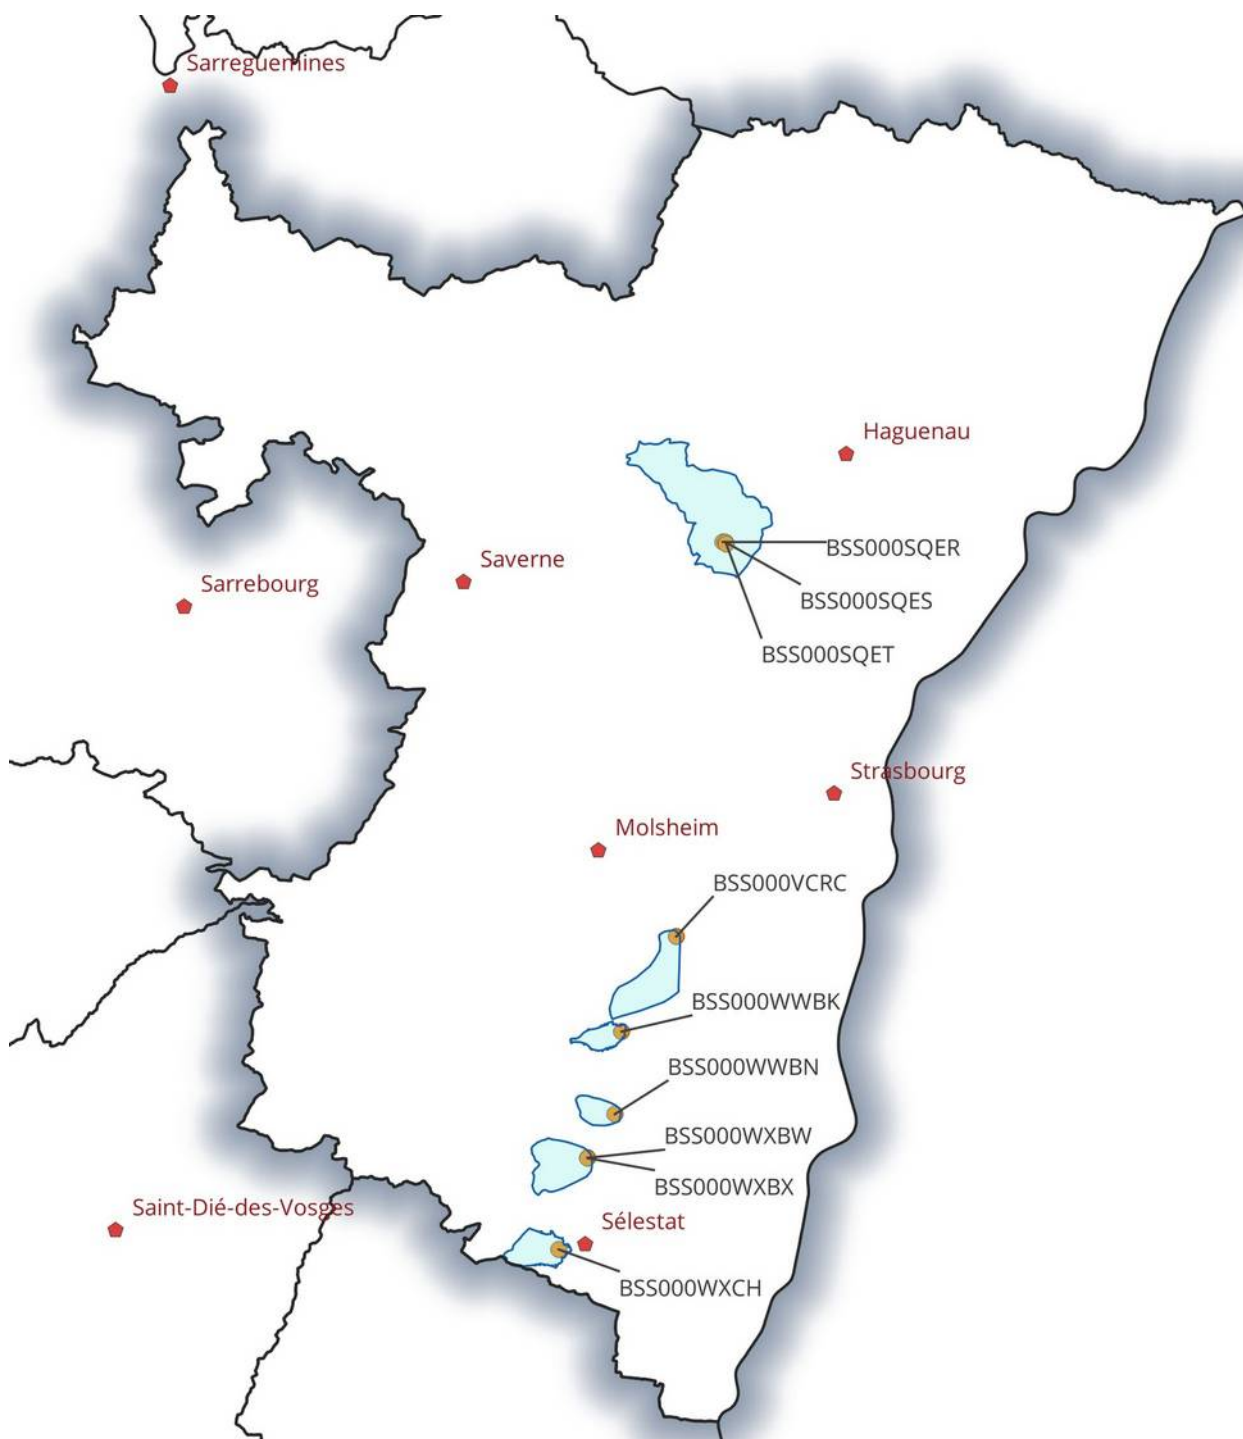 Sarreguemines
Haguenau
BSS000SQER
Saverne
Sarrebourg
BSS000SQES
BSS000SQET
Strasbourg
Molsheim
BSS000VCRC
BSS000WWBK
BSS000WWBN
BSS000WXBW
BSS000WXBX
Saint-Dié-des-Vosges
Sélestat
BSS000WXCH